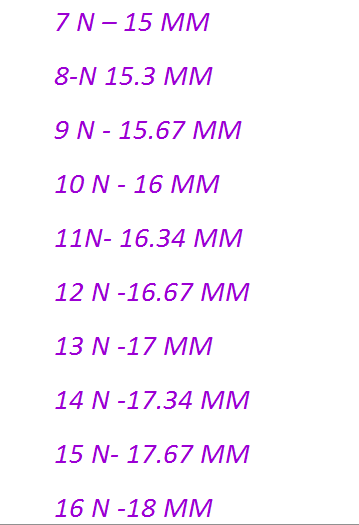 7 N – 15 MM
8-N 15.3 MM
9 N - 15.67 MM
10 N - 16 MM
11N- 16.34 MM
12 N -16.67 MM
13 N -17 MM
14 N -17.34 MM
15 N- 17.67 MM
16 N -18 MM